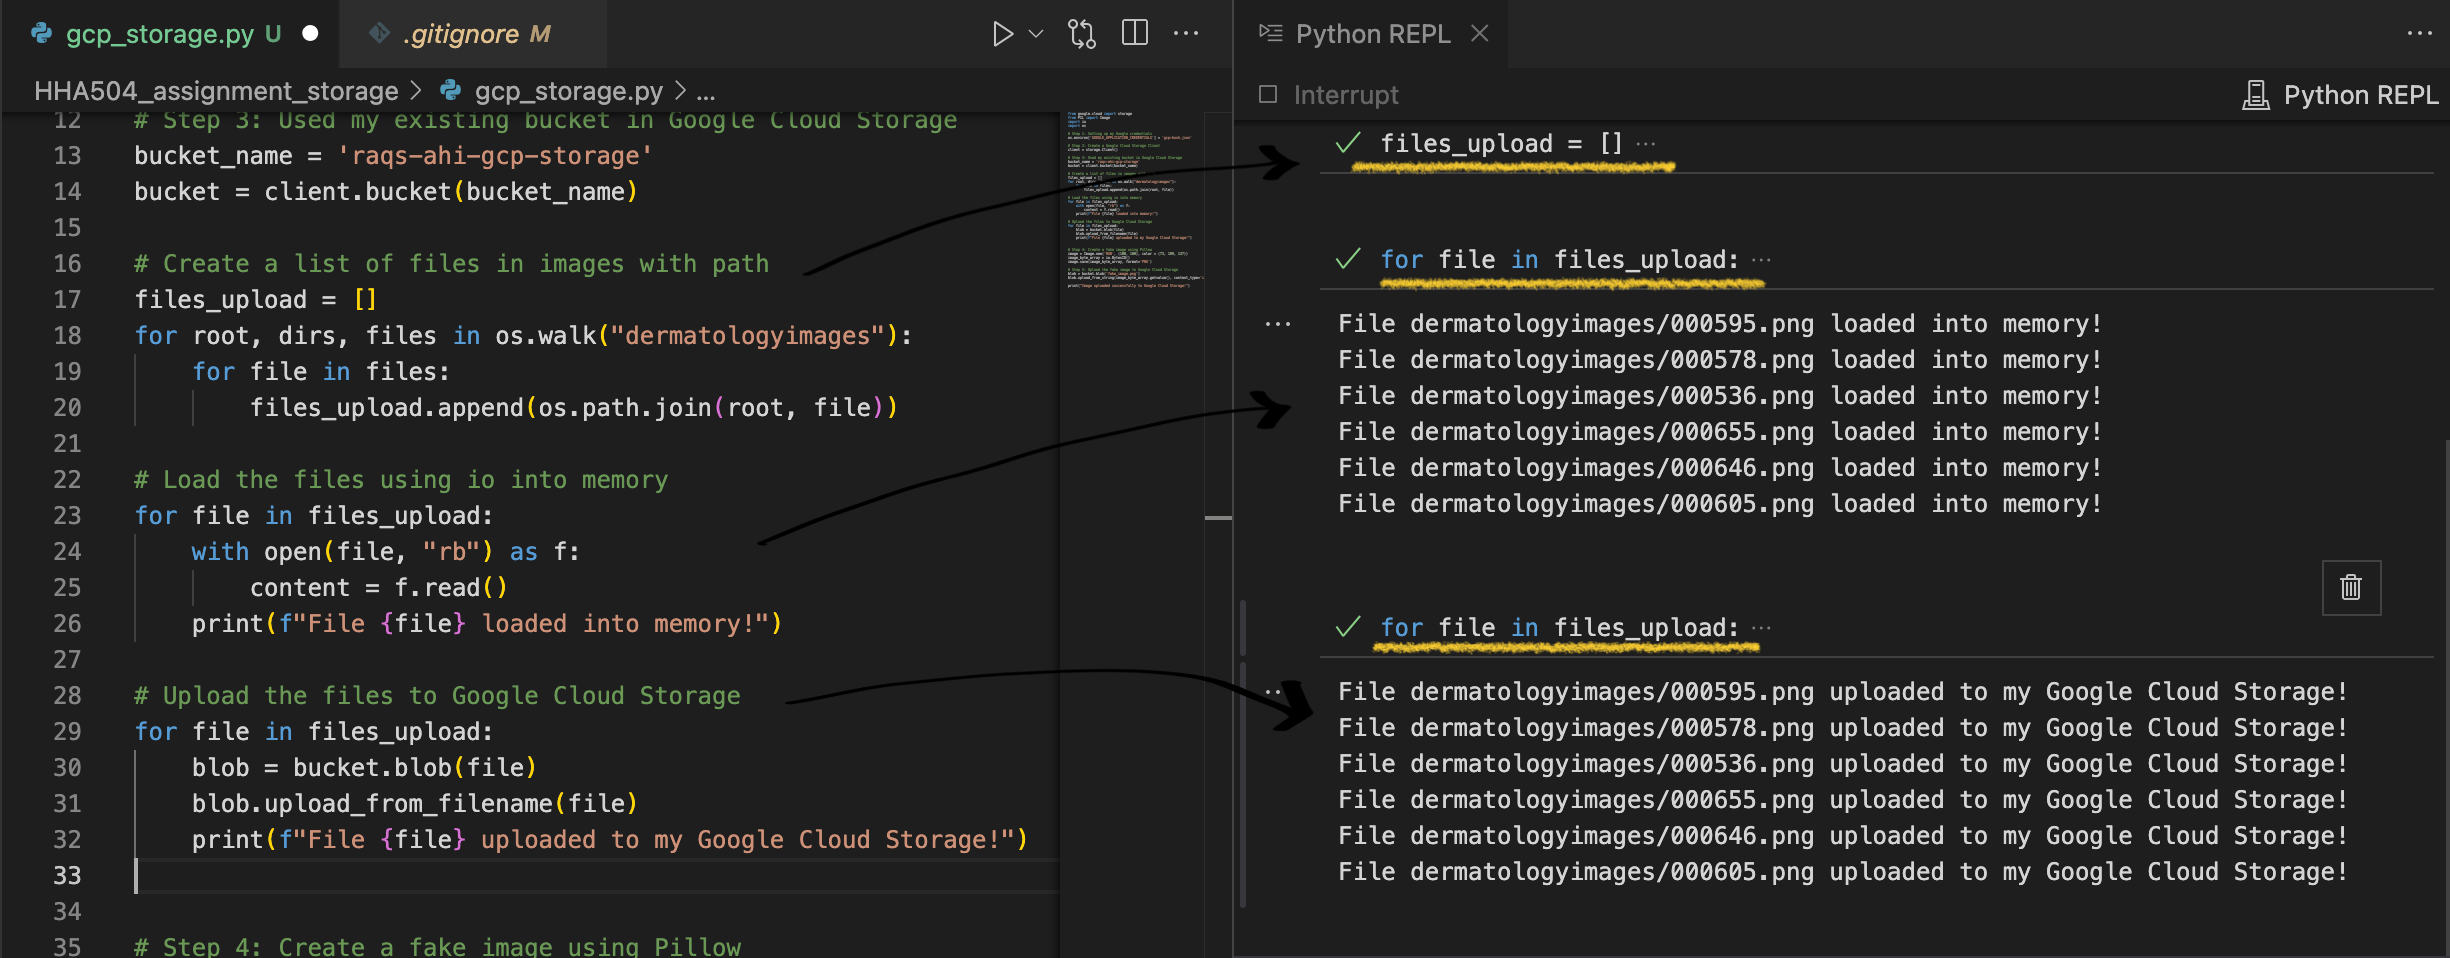 gcp_storage.py U
.gitignore M
HHA504_assignment_storage > gcp_storage.py > ...
12 # Step 3: Used my existing bucket in Google Cloud Storage
13 bucket_name = 'raqs-ahi-gcp-storage'
14 bucket = client.bucket(bucket_name)
15
16 # Create a list of files in images with path
17 files_upload = []
18 for root, dirs, files in os.walk("dermatologyimages"):
19 for file in files:
20 files_upload.append(os.path.join(root, file))
21
22 # Load the files using io into memory
23 for file in files_upload:
24 with open(file, "rb") as f:
25 content = f.read()
26 print(f"File {file} loaded into memory!")
27
28 # Upload the files to Google Cloud Storage
29 for file in files_upload:
30 blob = bucket.blob(file)
31 blob.upload_from_filename(file)
32 print(f"File {file} uploaded to my Google Cloud Storage!")
33
34
35 # Step 4: Create a fake image using Pillow
Python REPL
Interrupt
Python REPL
files_upload = [] ...
for file in files_upload: ...
File dermatologyimages/000595.png loaded into memory!
File dermatologyimages/000578.png loaded into memory!
File dermatologyimages/000536.png loaded into memory!
File dermatologyimages/000655.png loaded into memory!
File dermatologyimages/000646.png loaded into memory!
File dermatologyimages/000605.png loaded into memory!
for file in files_upload: ...
File dermatologyimages/000595.png uploaded to my Google Cloud Storage!
File dermatologyimages/000578.png uploaded to my Google Cloud Storage!
File dermatologyimages/000536.png uploaded to my Google Cloud Storage!
File dermatologyimages/000655.png uploaded to my Google Cloud Storage!
File dermatologyimages/000646.png uploaded to my Google Cloud Storage!
File dermatologyimages/000605.png uploaded to my Google Cloud Storage!